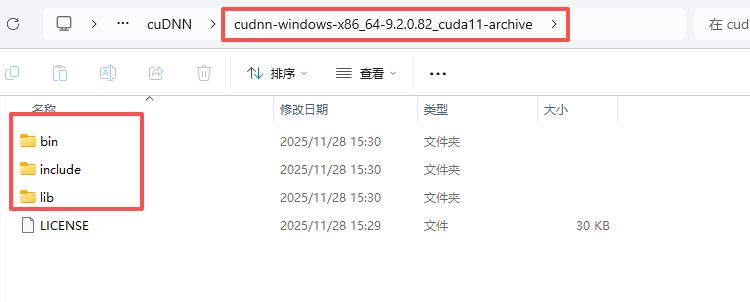 ··· cuDNN cudnn-windows-x86_64-9.2.0.82_cuda11-archive 在 cud
排序 查看 ···
名称 修改日期 类型 大小
bin 2025/11/28 15:30 文件夹
include 2025/11/28 15:30 文件夹
lib 2025/11/28 15:30 文件夹
LICENSE 2025/11/28 15:29 文件 30 KB